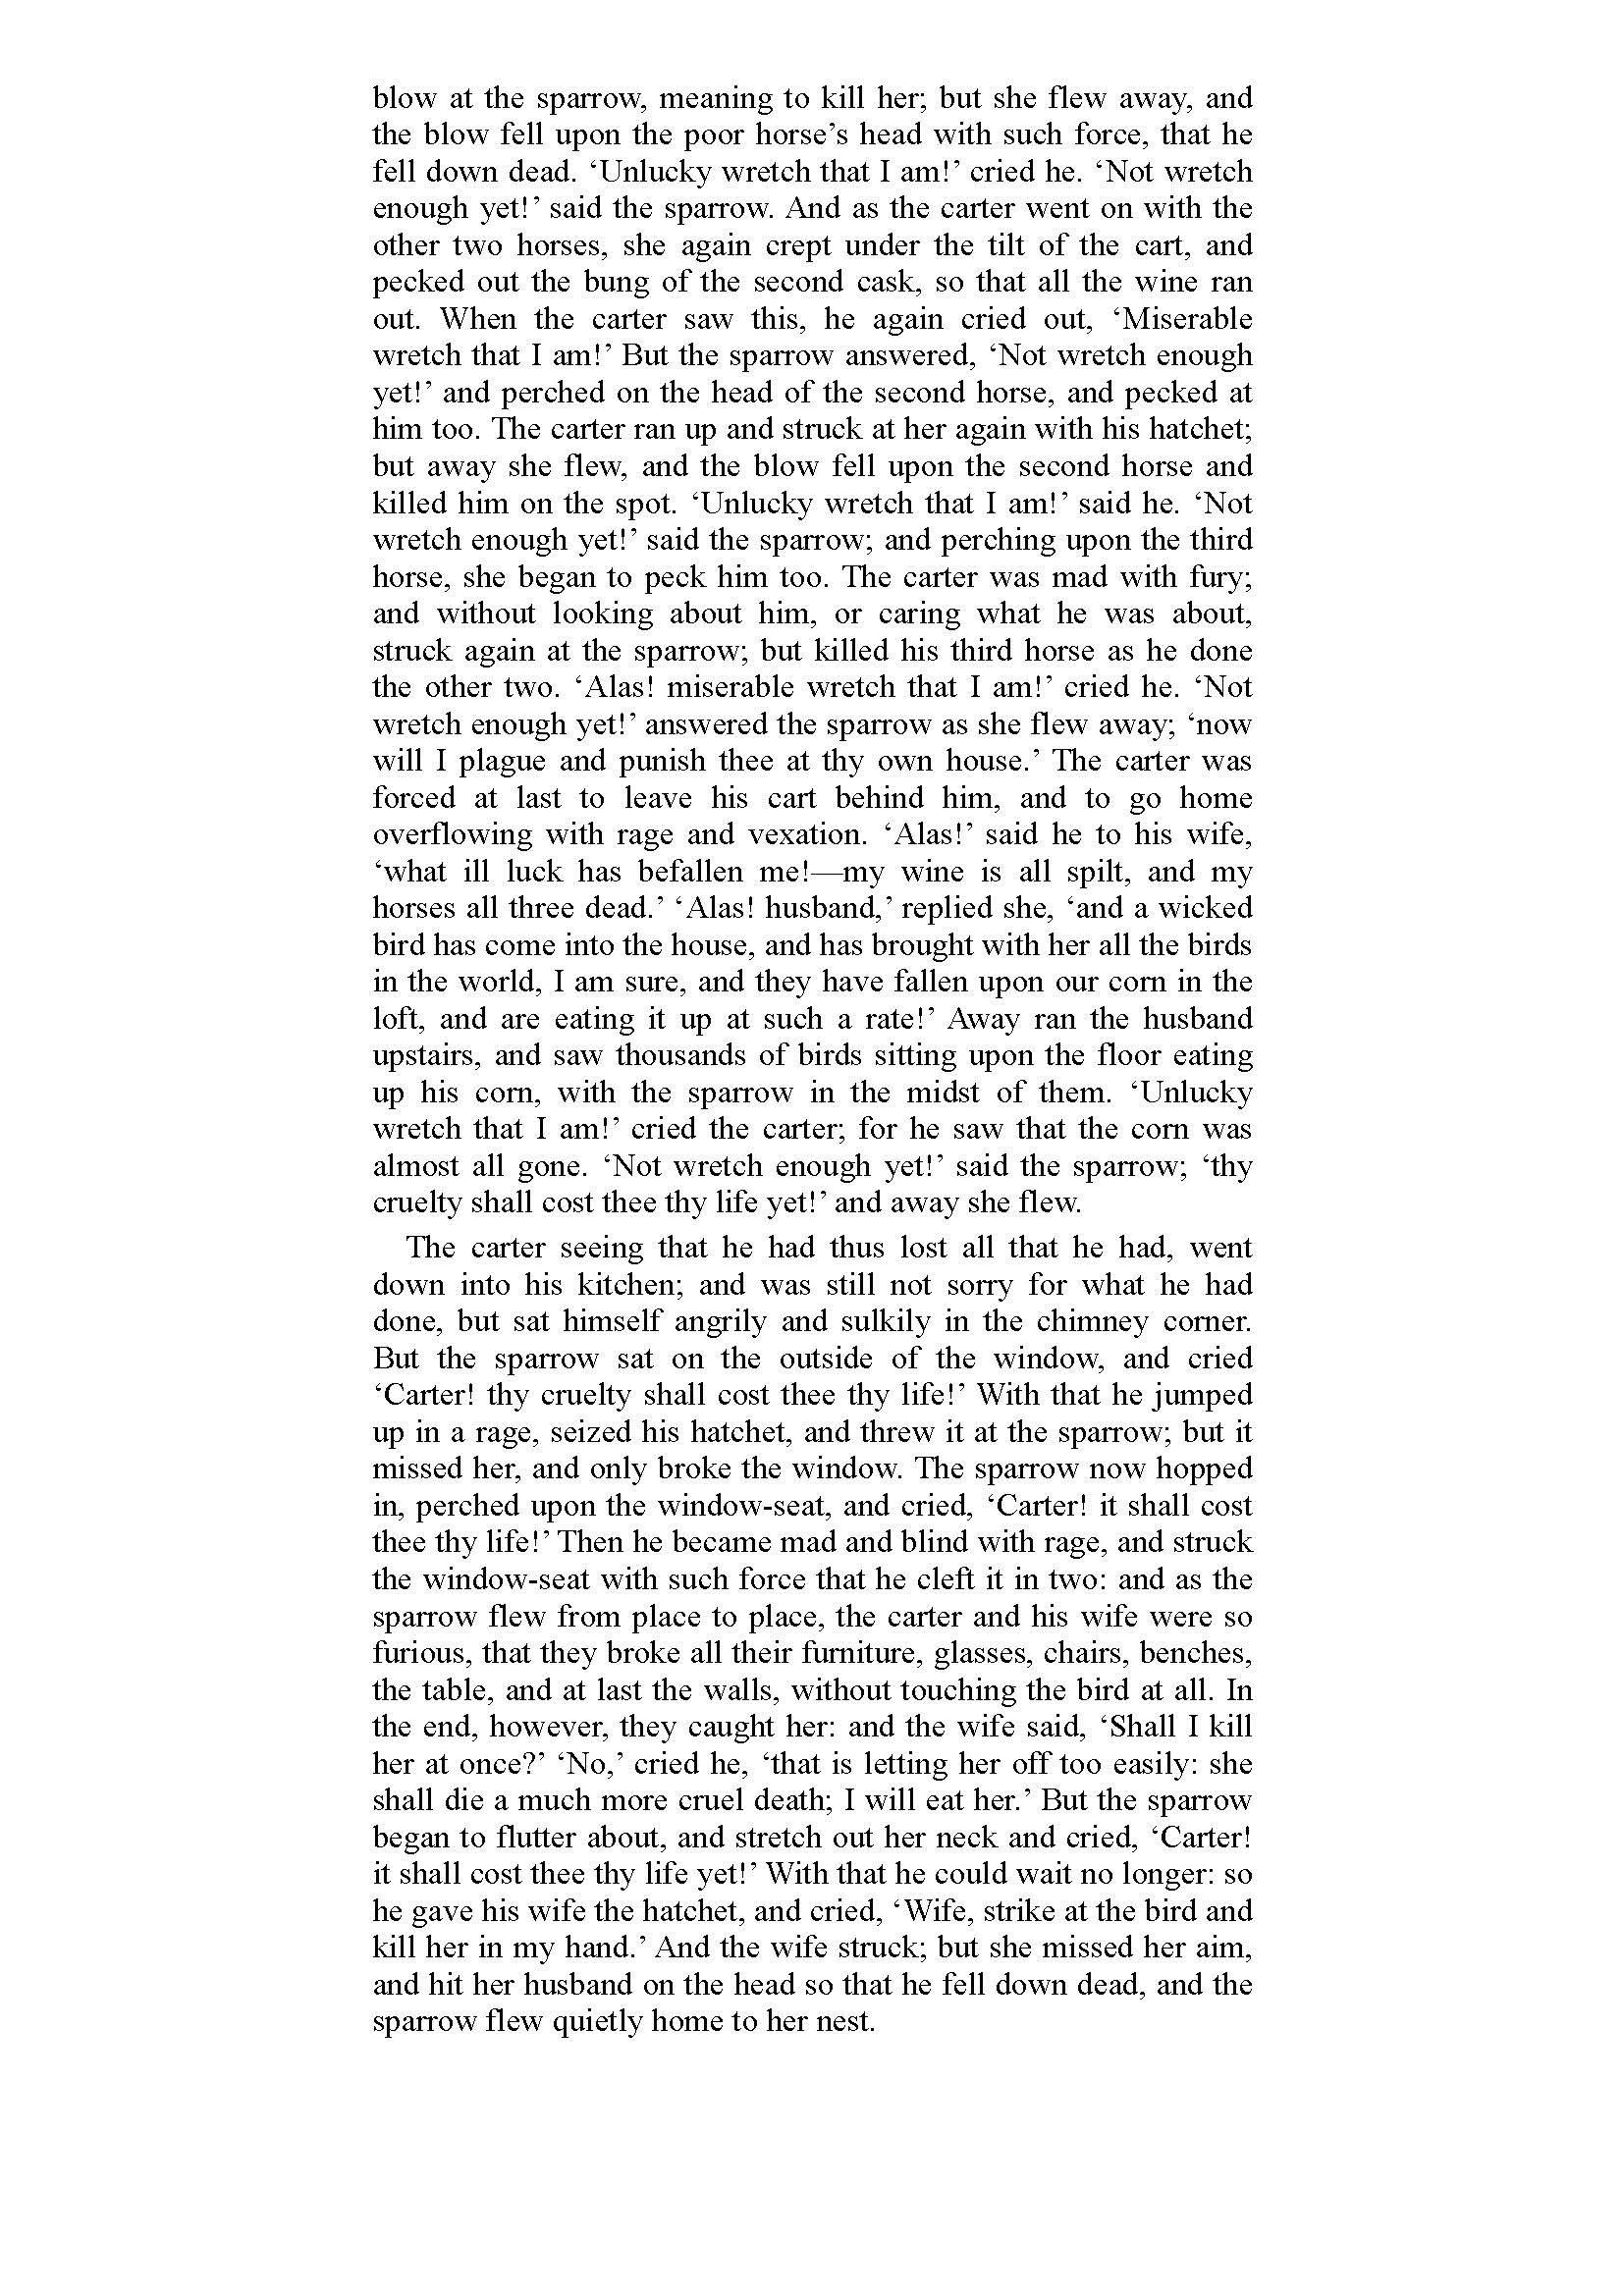 blow at the sparrow, meaning to kill her; but she flew away, and
the blow fell upon the poor horse’s head with such force, that he
fell down dead. ‘Unlucky wretch that I am!’ cried he. ‘Not wretch
enough yet!’ said the sparrow. And as the carter went on with the
other two horses, she again crept under the tilt of the cart, and
pecked out the bung of the second cask, so that all the wine ran
out. When the carter saw this, he again cried out, ‘Miserable
wretch that I am!’ But the sparrow answered, ‘Not wretch enough
yet!’ and perched on the head of the second horse, and pecked at
him too. The carter ran up and struck at her again with his hatchet;
but away she flew, and the blow fell upon the second horse and
killed him on the spot. ‘Unlucky wretch that I am!’ said he. ‘Not
wretch enough yet!’ said the sparrow; and perching upon the third
horse, she began to peck him too. The carter was mad with fury;
and without looking about him, or caring what he was about,
struck again at the sparrow; but killed his third horse as he done
the other two. ‘Alas! miserable wretch that I am!’ cried he. ‘Not
wretch enough yet!’ answered the sparrow as she flew away; ‘now
will I plague and punish thee at thy own house.’ The carter was
forced at last to leave his cart behind him, and to go home
overflowing with rage and vexation. ‘Alas!’ said he to his wife,
‘what ill luck has befallen me!—my wine is all spilt, and my
horses all three dead.’ ‘Alas! husband,’ replied she, ‘and a wicked
bird has come into the house, and has brought with her all the birds
in the world, I am sure, and they have fallen upon our corn in the
loft, and are eating it up at such a rate!’ Away ran the husband
upstairs, and saw thousands of birds sitting upon the floor eating
up his corn, with the sparrow in the midst of them. ‘Unlucky
wretch that I am!’ cried the carter; for he saw that the corn was
almost all gone. ‘Not wretch enough yet!’ said the sparrow; ‘thy
cruelty shall cost thee thy life yet!’ and away she flew.
The carter seeing that he had thus lost all that he had, went
down into his kitchen; and was still not sorry for what he had
done, but sat himself angrily and sulkily in the chimney corner.
But the sparrow sat on the outside of the window, and cried
‘Carter! thy cruelty shall cost thee thy life!’ With that he jumped
up in a rage, seized his hatchet, and threw it at the sparrow; but it
missed her, and only broke the window. The sparrow now hopped
in, perched upon the window-seat, and cried, ‘Carter! it shall cost
thee thy life!’ Then he became mad and blind with rage, and struck
the window-seat with such force that he cleft it in two: and as the
sparrow flew from place to place, the carter and his wife were so
furious, that they broke all their furniture, glasses, chairs, benches,
the table, and at last the walls, without touching the bird at all. In
the end, however, they caught her: and the wife said, ‘Shall I kill
her at once?’ ‘No,’ cried he, ‘that is letting her off too easily: she
shall die a much more cruel death; I will eat her.’ But the sparrow
began to flutter about, and stretch out her neck and cried, ‘Carter!
it shall cost thee thy life yet!’ With that he could wait no longer: so
he gave his wife the hatchet, and cried, ‘Wife, strike at the bird and
kill her in my hand.’ And the wife struck; but she missed her aim,
and hit her husband on the head so that he fell down dead, and the
sparrow flew quietly home to her nest.